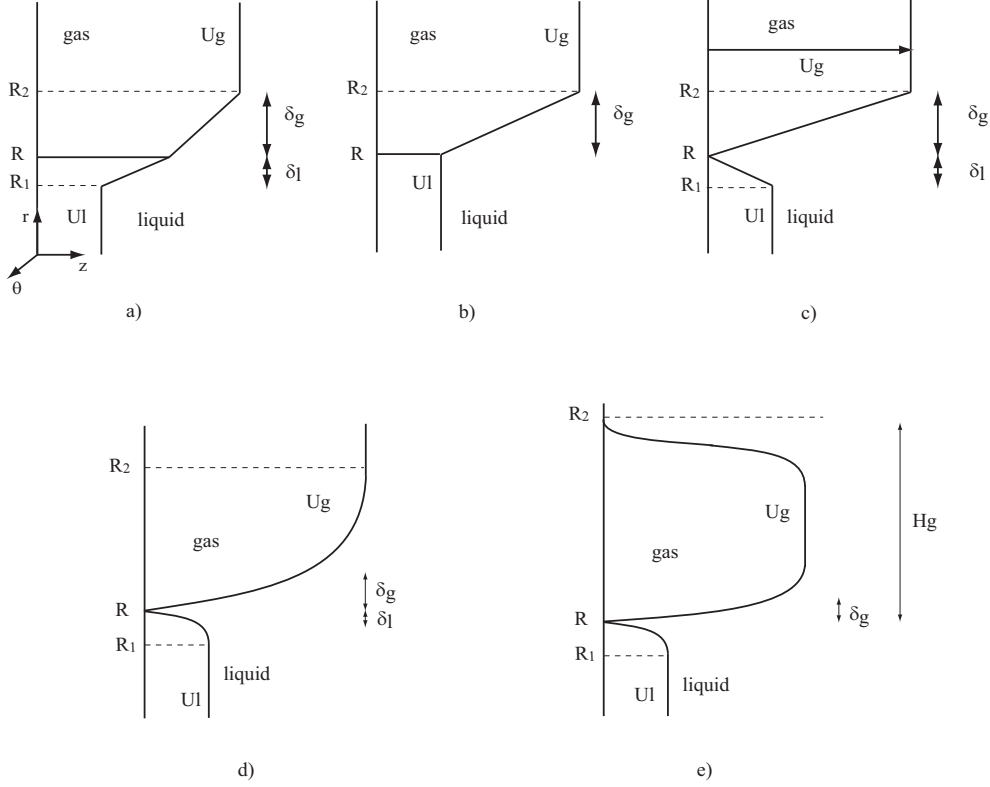 gas
Ug
R2
δg
R
δl
R1
r
Ul
liquid
z
θ
a)
gas
Ug
R2
δg
R
Ul
liquid
b)
gas
Ug
R2
δg
R
δl
R1
Ul
liquid
c)
R2
Ug
gas
δg
R
δl
R1
liquid
Ul
d)
R2
Ug
Hg
gas
δg
R
R1
Ul
liquid
e)